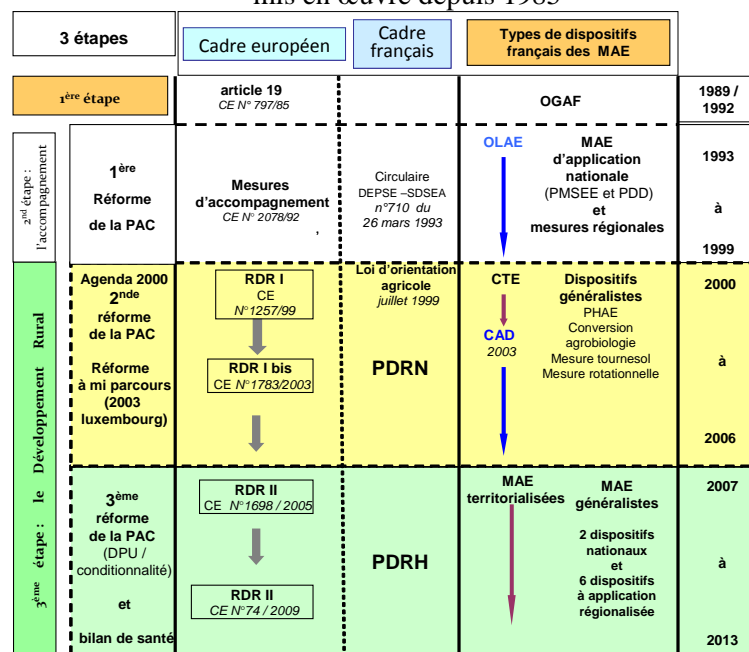 mis en œuvre depuis 1985
3 étapes
Cadre européen
Cadre
français
Types de dispositifs
français des MAE
1ère étape
article 19
CE N° 797/85
OGAF
1989 /
1992
2nd étape :
l'accompagnement
1ère
Réforme
de la PAC
Mesures
d'accompagnement
CE N° 2078/92
,
Circulaire
DEPSE –SDSEA
n°710 du
26 mars 1993
OLAE
MAE
d'application
nationale
(PMSEE et PDD)
et
mesures régionales
1993
à
1999
3ème étape : le Développement Rural
Agenda 2000
2nde
réforme
de la PAC
Réforme
à mi parcours
(2003
luxembourg)
RDR I
CE
N°1257/99
RDR I bis
CE N°1783/2003
Loi d'orientation
agricole
juillet 1999
PDRN
CTE
CAD
2003
Dispositifs
généralistes
PHAE
Conversion
agrobiologie
Mesure tournesol
Mesure rotationnelle
2000
à
2006
3ème
réforme
de la PAC
(DPU /
conditionnalité)
et
bilan de santé
RDR II
CE N°1698 / 2005
RDR II
CE N°74 / 2009
PDRH
MAE
territorialisées
MAE
généralistes
2 dispositifs
nationaux
et
6 dispositifs
à application
régionalisée
2007
à
2013